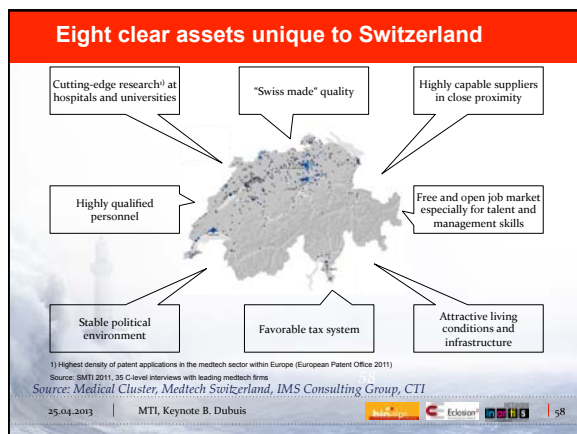 Eight clear assets unique to Switzerland
Cutting-edge research¹⁾ at
hospitals and universities
“Swiss made“ quality
Highly capable suppliers
in close proximity
Highly qualified
personnel
Free and open job market
especially for talent and
management skills
Stable political
environment
Favorable tax system
Attractive living
conditions and
infrastructure
1) Highest density of patent applications in the medtech sector within Europe (European Patent Office 2011)
Source: SMTI 2011, 35 C-level interviews with leading medtech firms
Source: Medical Cluster, Medtech Switzerland, IMS Consulting Group, CTI
25.04.2013
MTI, Keynote B. Dubuis
Eclosion
58